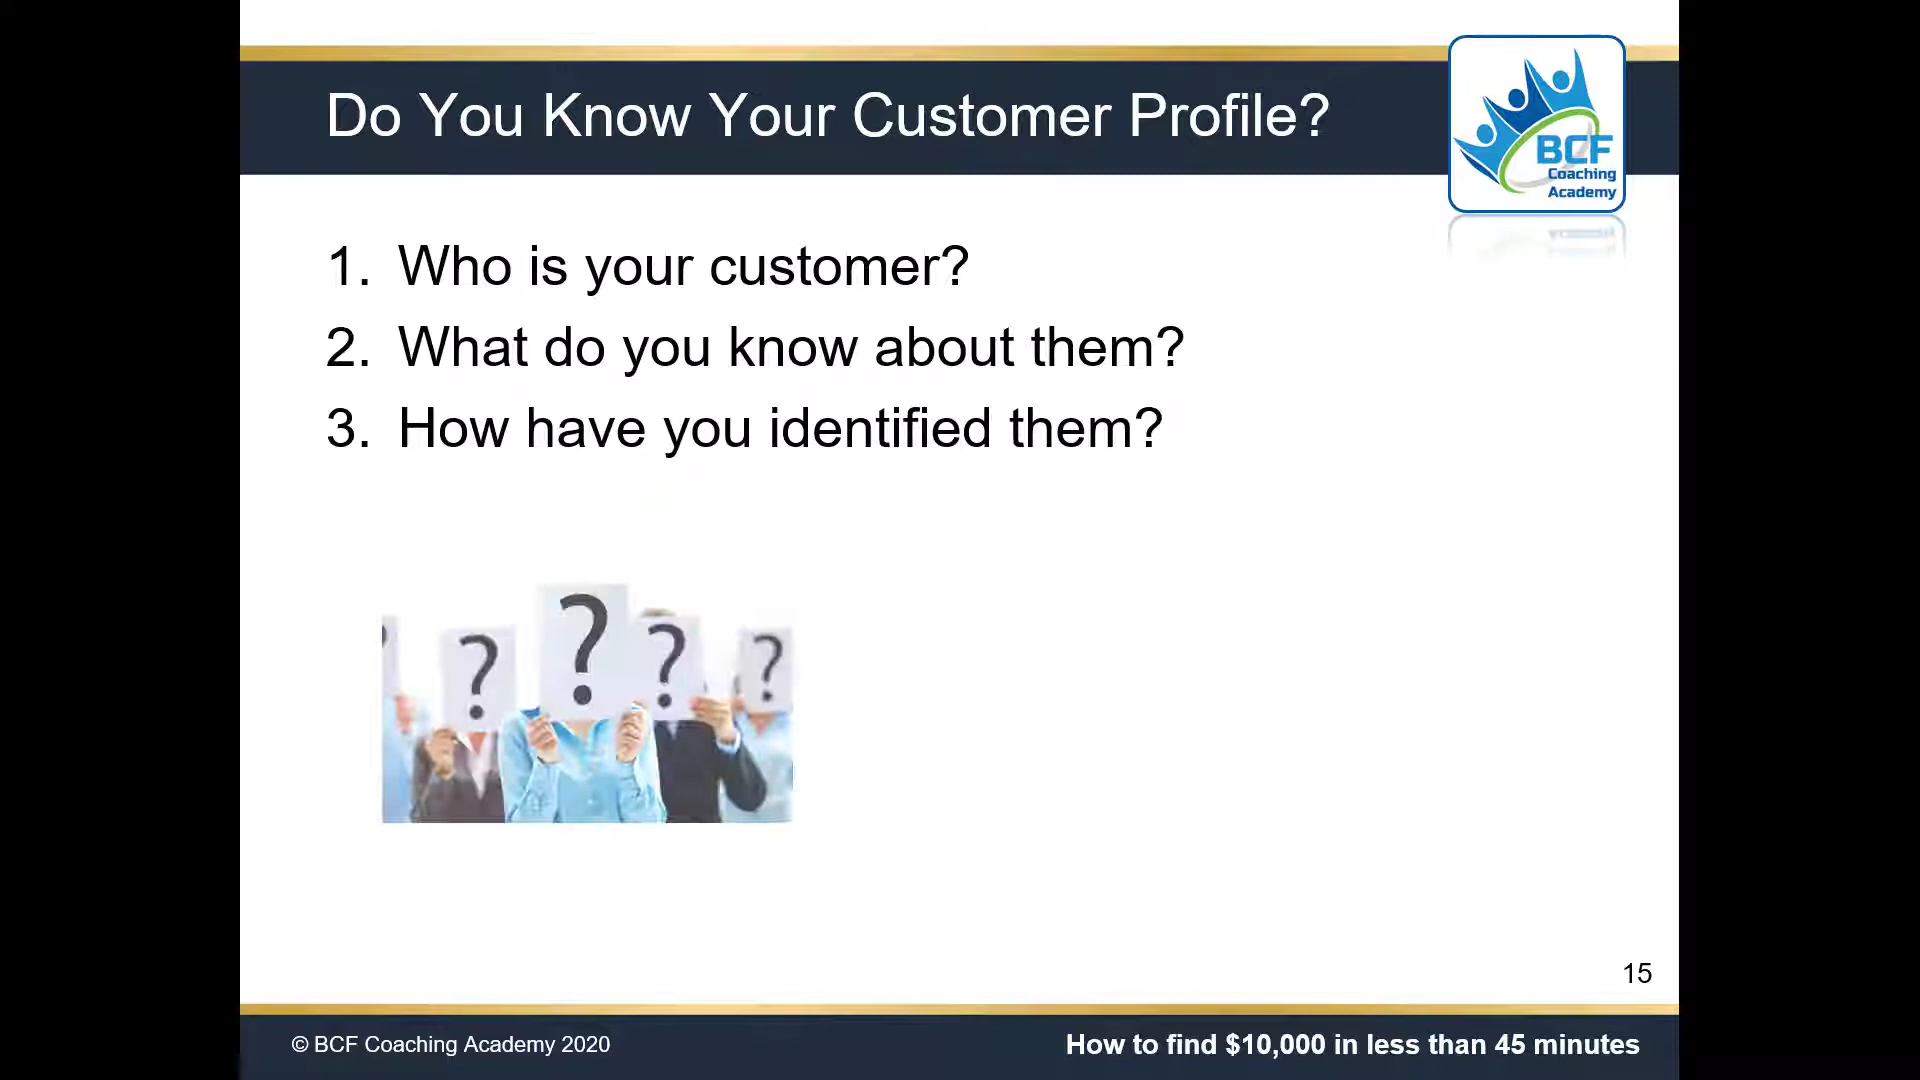 Do You Know Your Customer Profile?
BCF
Coaching
Academy
1. Who is your customer?
2. What do you know about them?
3. How have you identified them?
? ? ? ?
15
© BCF Coaching Academy 2020
How to find $10,000 in less than 45 minutes